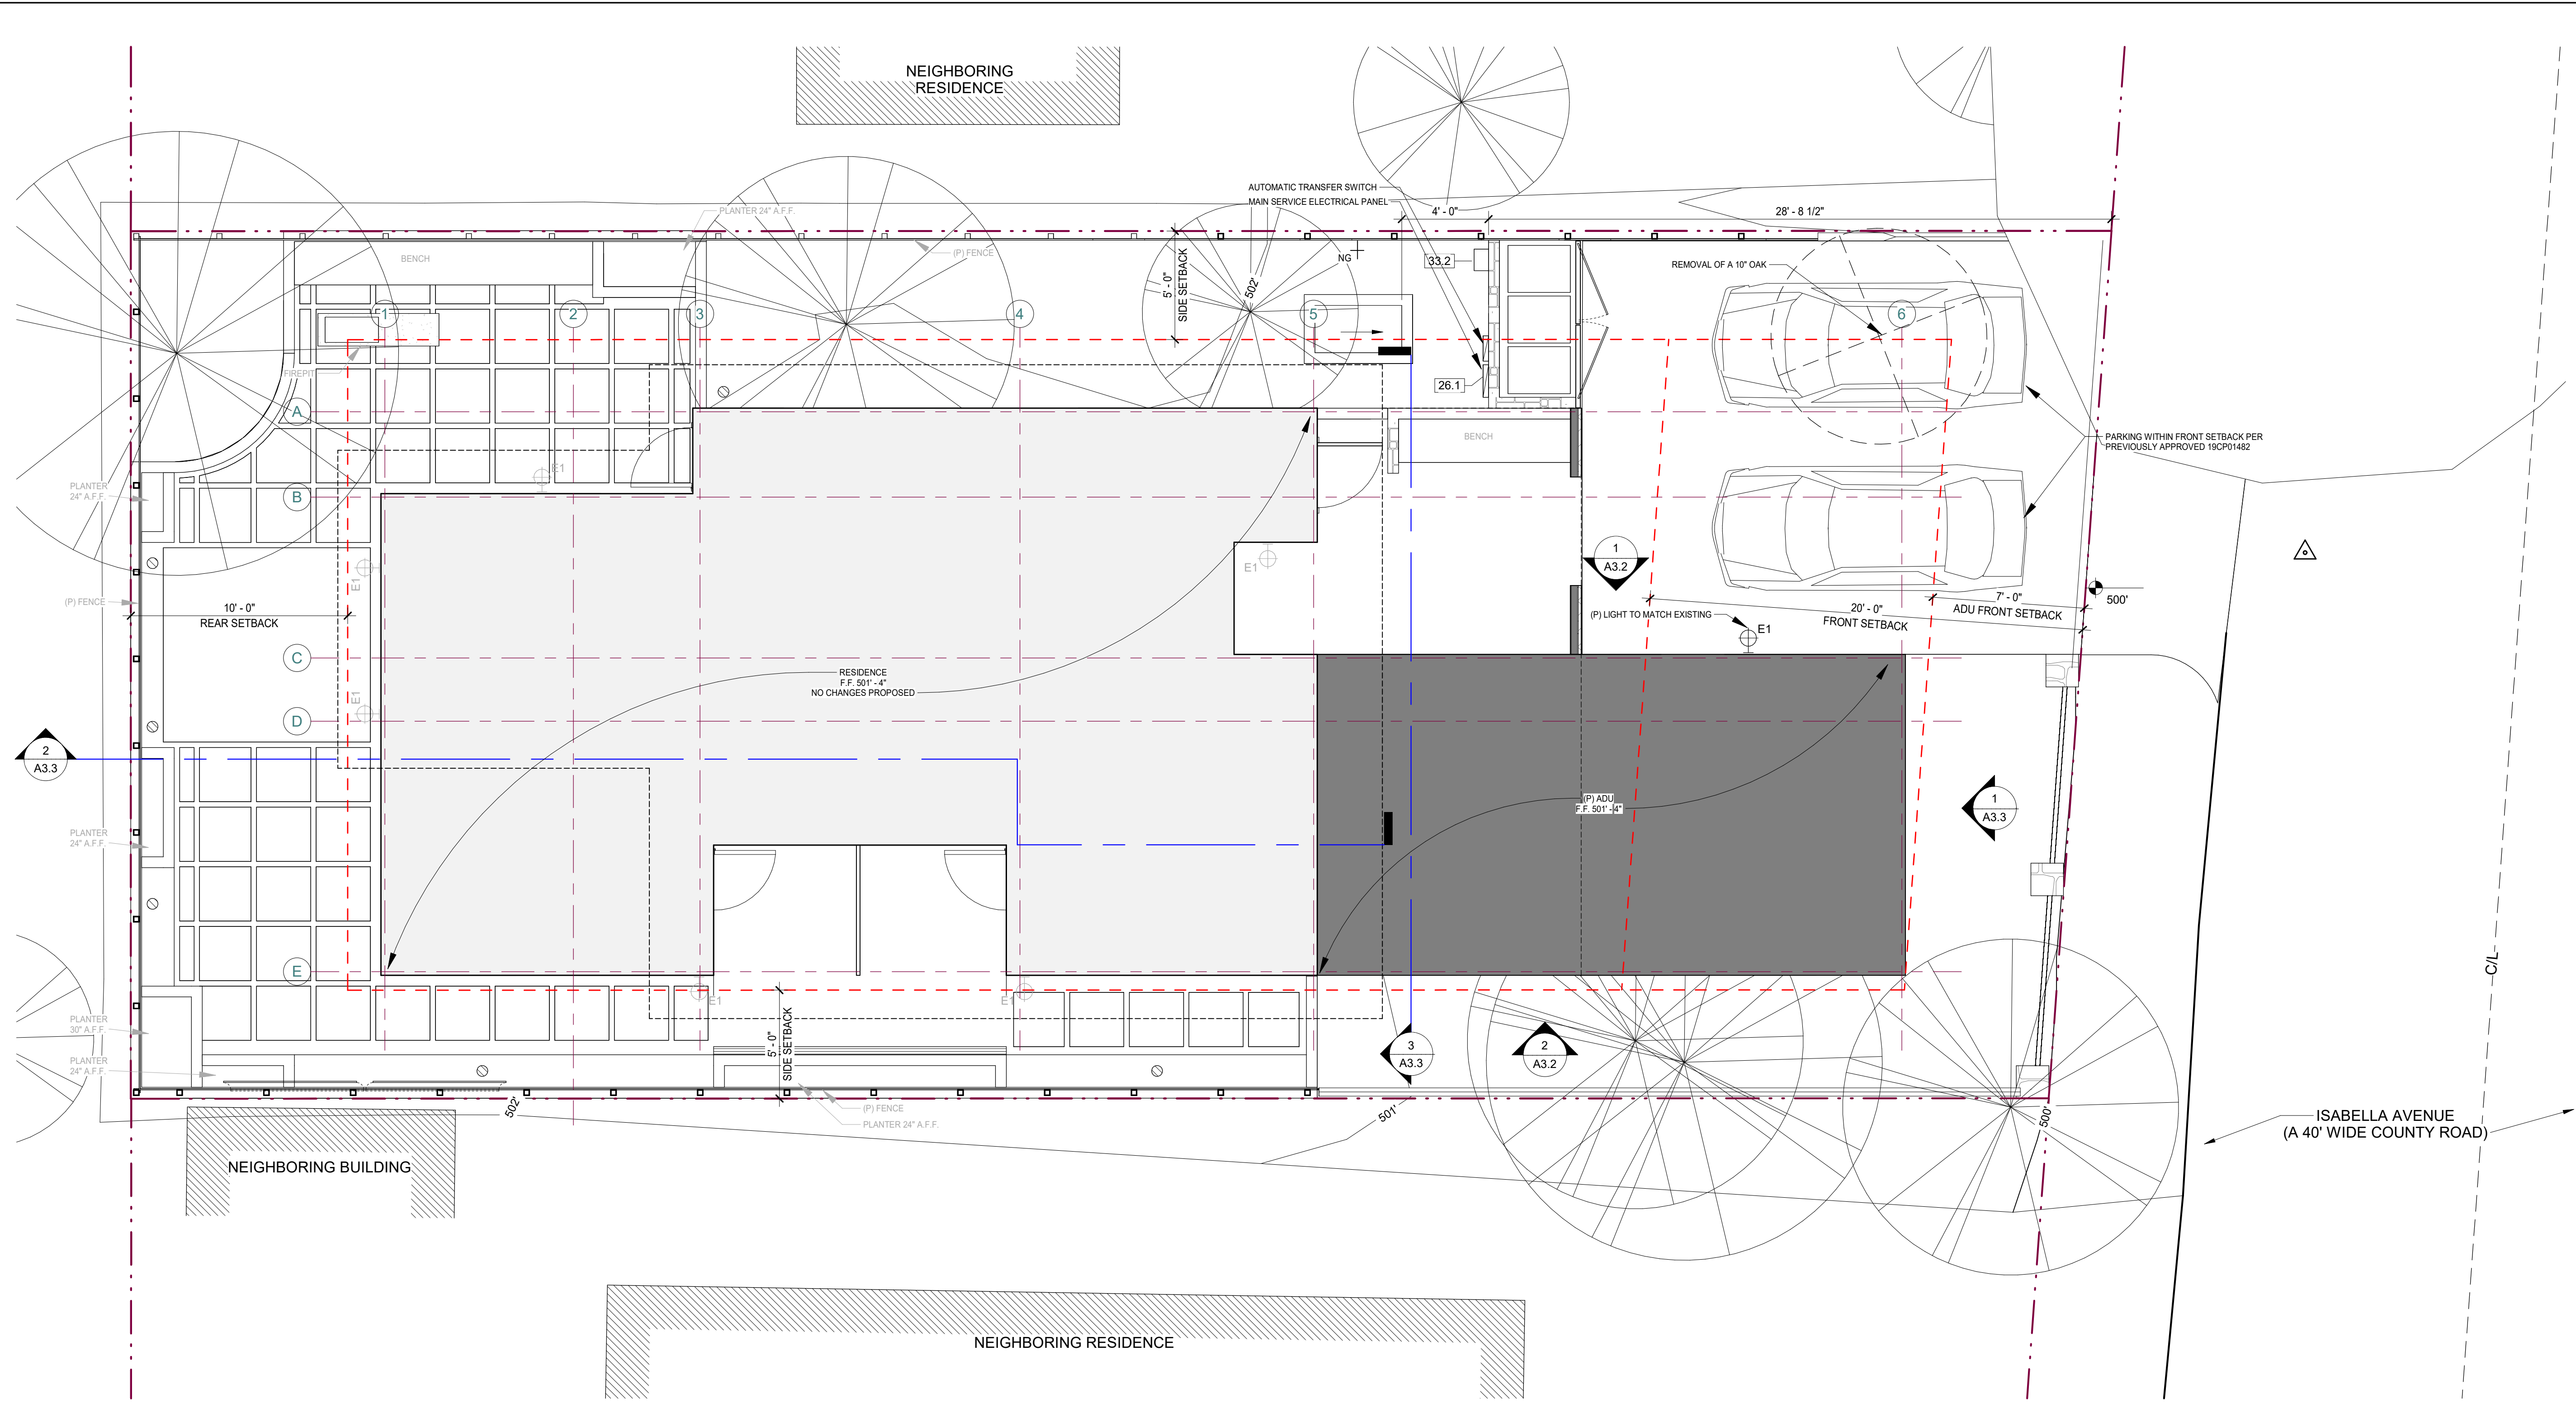 NEIGHBORING
RESIDENCE
AUTOMATIC TRANSFER SWITCH
MAIN SERVICE ELECTRICAL PANEL
4' - 0"
28' - 8 1/2"
PLANTER 24" A.F.F.
(P) FENCE
BENCH
NG
33.2
REMOVAL OF A 10" OAK
5' - 0"
SIDE SETBACK
502'
1
2
3
4
5
6
FIREPIT
26.1
A
BENCH
PARKING WITHIN FRONT SETBACK PER
PREVIOUSLY APPROVED 19CP01482
E1
PLANTER
24" A.F.F.
B
1
A3.2
E1
E1
(P) FENCE
10' - 0"
REAR SETBACK
7' - 0"
ADU FRONT SETBACK
500'
20' - 0"
FRONT SETBACK
(P) LIGHT TO MATCH EXISTING
E1
C
RESIDENCE
F.F. 501' - 4"
NO CHANGES PROPOSED
E1
D
2
A3.3
(P) ADU
F.F. 501' - 4"
1
A3.3
PLANTER
24" A.F.F.
E
C/L
E1
E1
PLANTER
30" A.F.F.
5' - 0"
SIDE SETBACK
3
A3.3
2
A3.2
PLANTER
24" A.F.F.
502'
(P) FENCE
PLANTER 24" A.F.F.
501'
500'
ISABELLA AVENUE
(A 40' WIDE COUNTY ROAD)
NEIGHBORING BUILDING
NEIGHBORING RESIDENCE